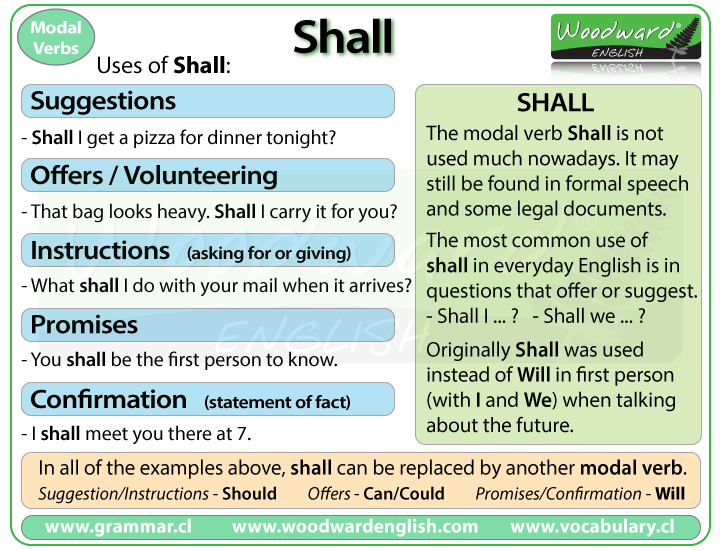 Modal
Verbs
Shall
Woodward®
ENGLISH
Uses of Shall:
Suggestions
- Shall I get a pizza for dinner tonight?
Offers / Volunteering
- That bag looks heavy. Shall I carry it for you?
Instructions (asking for or giving)
- What shall I do with your mail when it arrives?
Promises
- You shall be the first person to know.
Confirmation (statement of fact)
- I shall meet you there at 7.
SHALL
The modal verb Shall is not
used much nowadays. It may
still be found in formal speech
and some legal documents.
The most common use of
shall in everyday English is in
questions that offer or suggest.
- Shall I ... ? - Shall we ... ?
Originally Shall was used
instead of Will in first person
(with I and We) when talking
about the future.
Woodward©
ENGLISH
In all of the examples above, shall can be replaced by another modal verb.
Suggestion/Instructions - Should Offers - Can/Could Promises/Confirmation - Will
www.grammar.cl www.woodwardenglish.com www.vocabulary.cl